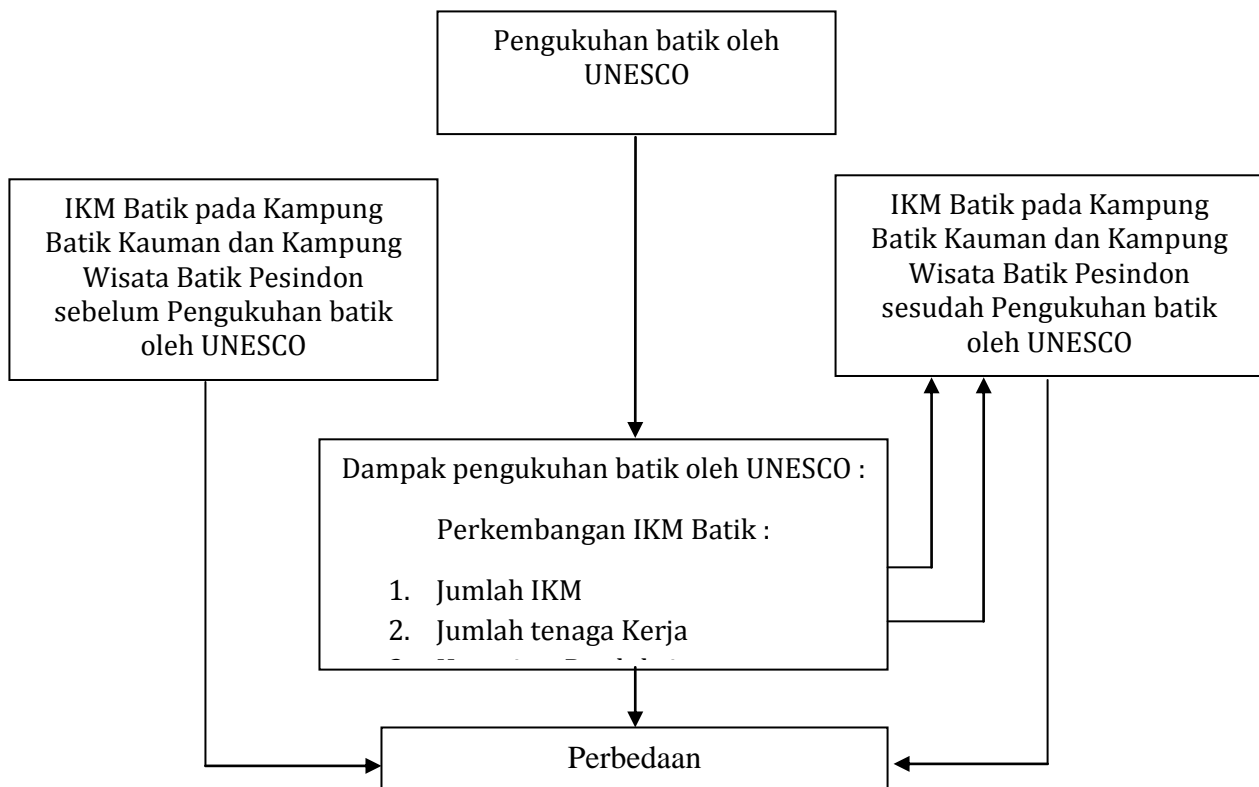 Pengukuhan batik oleh
UNESCO
IKM Batik pada Kampung
Batik Kauman dan Kampung
Wisata Batik Pesindon
sebelum Pengukuhan batik
oleh UNESCO
IKM Batik pada Kampung
Batik Kauman dan Kampung
Wisata Batik Pesindon
sesudah Pengukuhan batik
oleh UNESCO
Dampak pengukuhan batik oleh UNESCO :
Perkembangan IKM Batik :
1. Jumlah IKM
2. Jumlah tenaga Kerja
Perbedaan